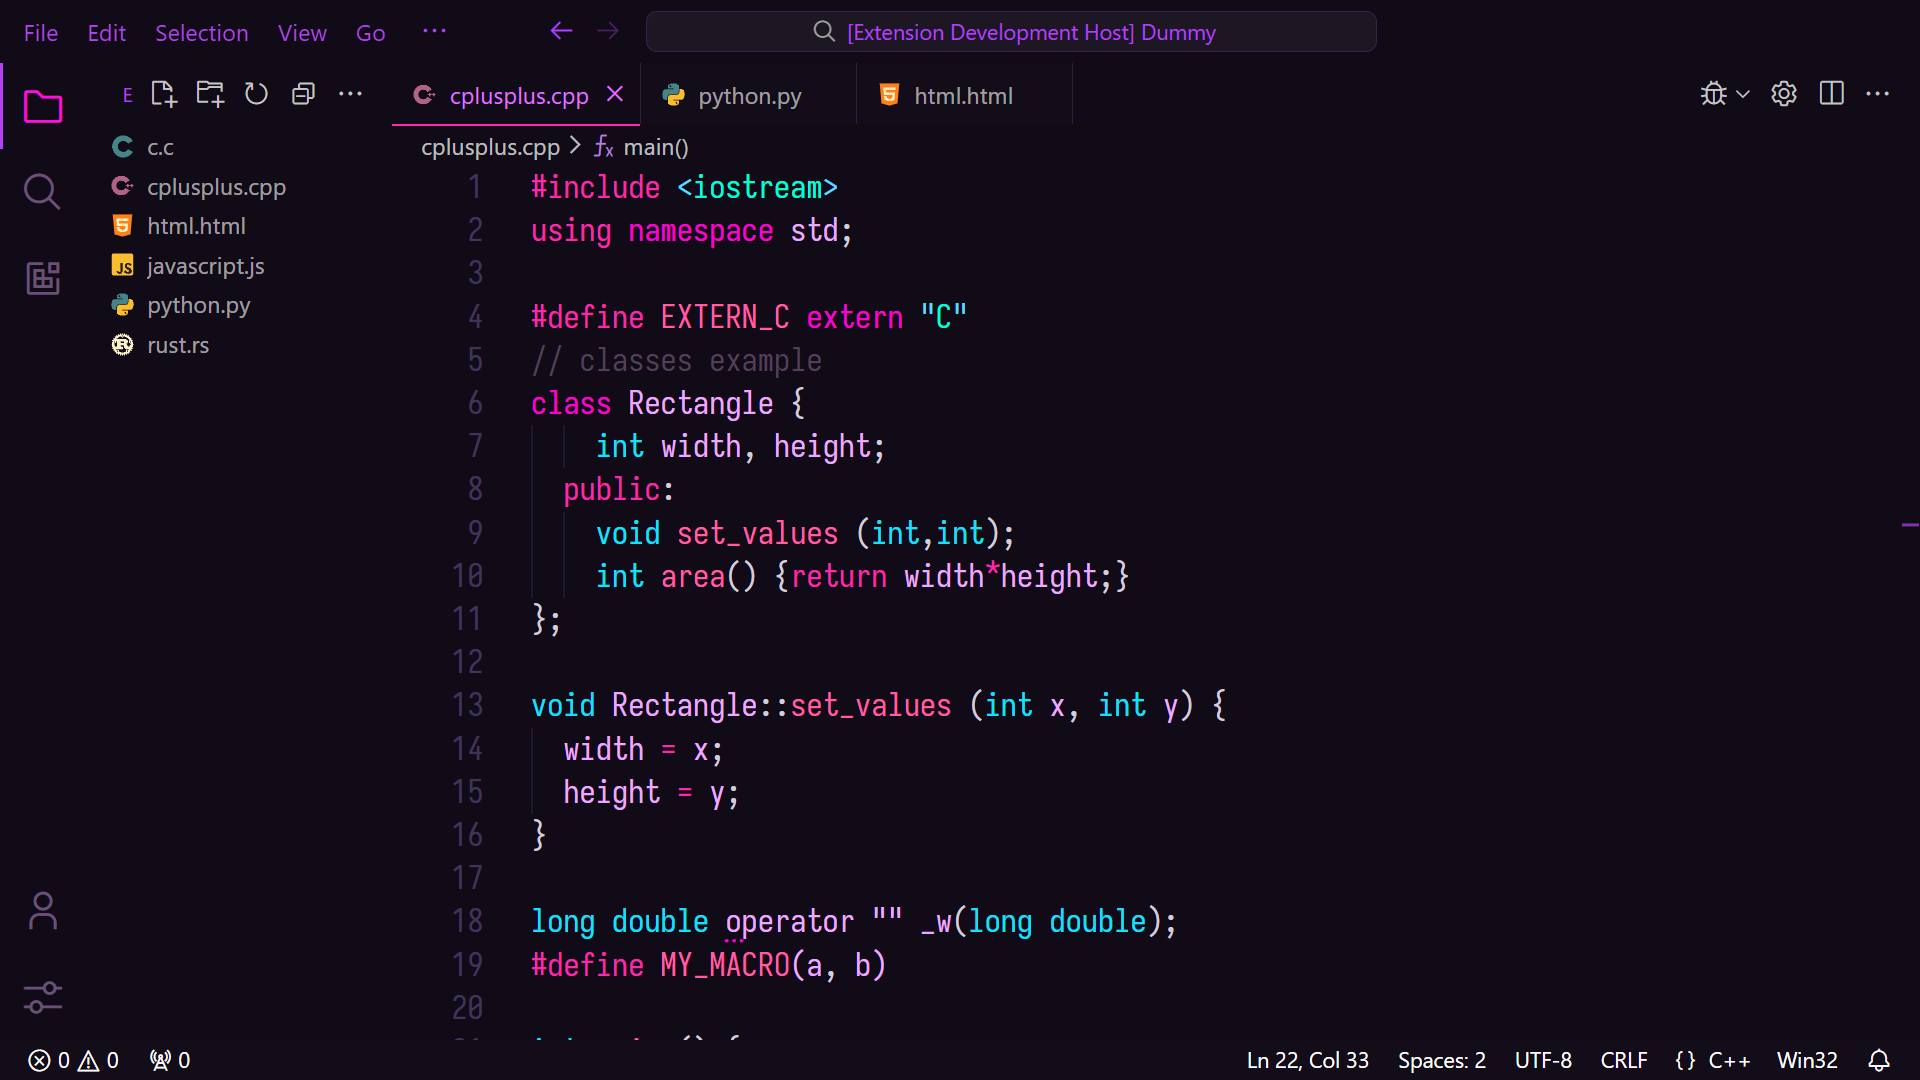 File Edit Selection View Go ···
[Extension Development Host] Dummy
E
cplusplus.cpp python.py html.html
c.c
cplusplus.cpp
html.html
javascript.js
python.py
rust.rs
cplusplus.cpp > main()
1 #include <iostream>
2 using namespace std;
3
4 #define EXTERN_C extern "C"
5 // classes example
6 class Rectangle {
7     int width, height;
8   public:
9     void set_values (int,int);
10     int area() {return width*height;}
11 };
12
13 void Rectangle::set_values (int x, int y) {
14   width = x;
15   height = y;
16 }
17
18 long double operator "" _w(long double);
19 #define MY_MACRO(a, b)
20
0 0 0 Ln 22, Col 33 Spaces: 2 UTF-8 CRLF {} C++ Win32